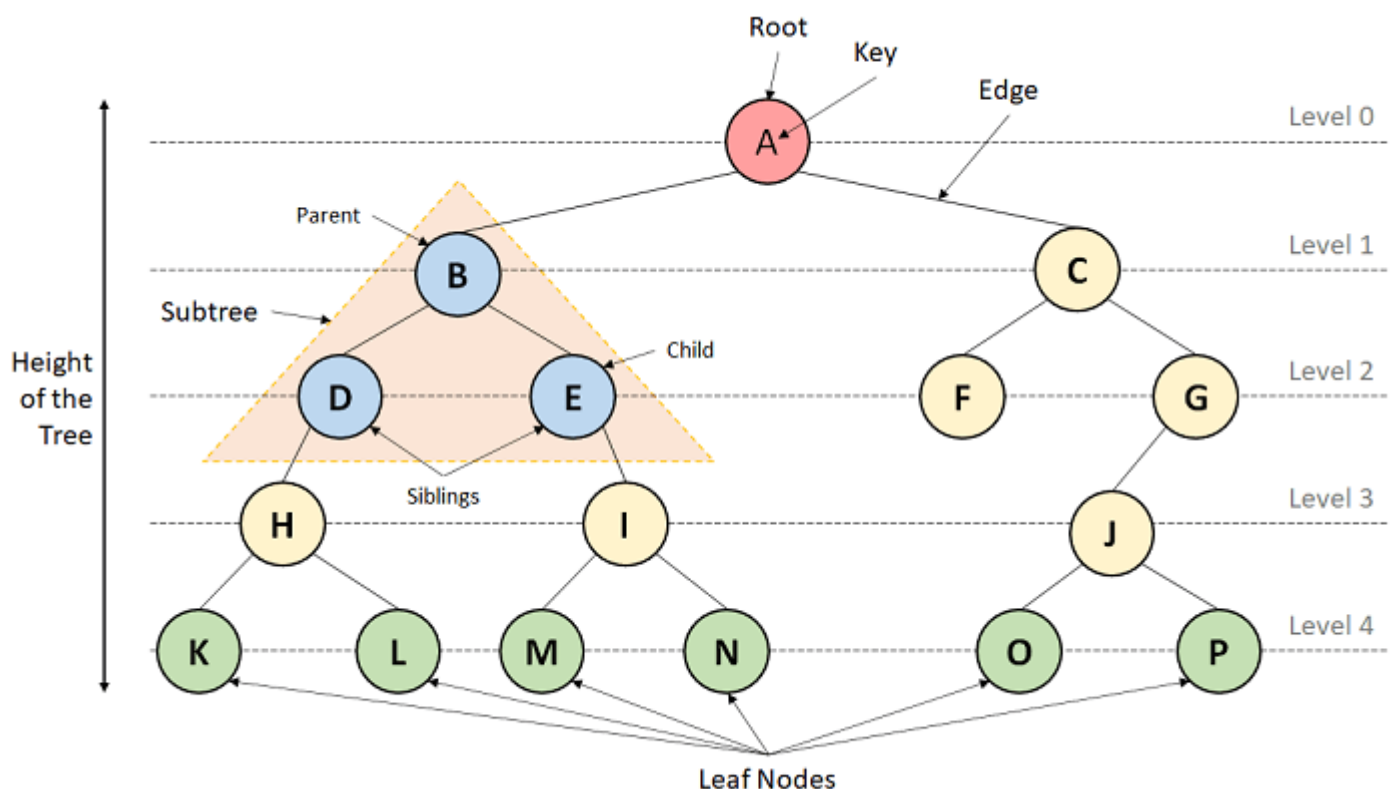 Root
Key
Edge
Level 0
A
Parent
Level 1
B
C
Subtree
Child
Level 2
Height
of the
Tree
D
E
F
G
Siblings
Level 3
H
I
J
Level 4
K
L
M
N
O
P
Leaf Nodes